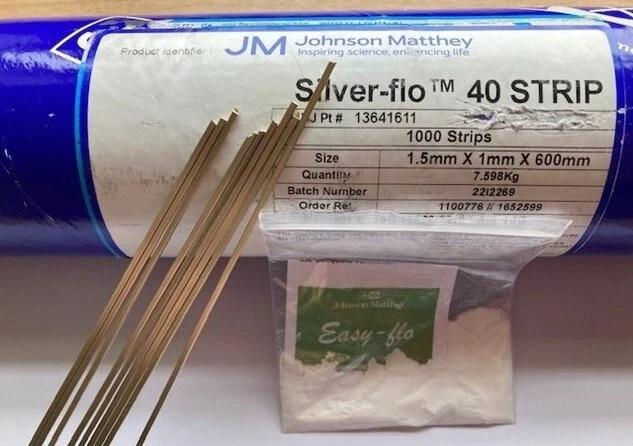 Product identifier
JM Johnson Matthey
Inspiring science, enhancing life
Silver-flo™ 40 STRIP
Pt # 13641611
1000 Strips
Size 1.5mm X 1mm X 600mm
Quantity 7.598Kg
Batch Number 22I2269
Order Ref. 1100776 // 1652599
Johnson Matthey
Easy-flo